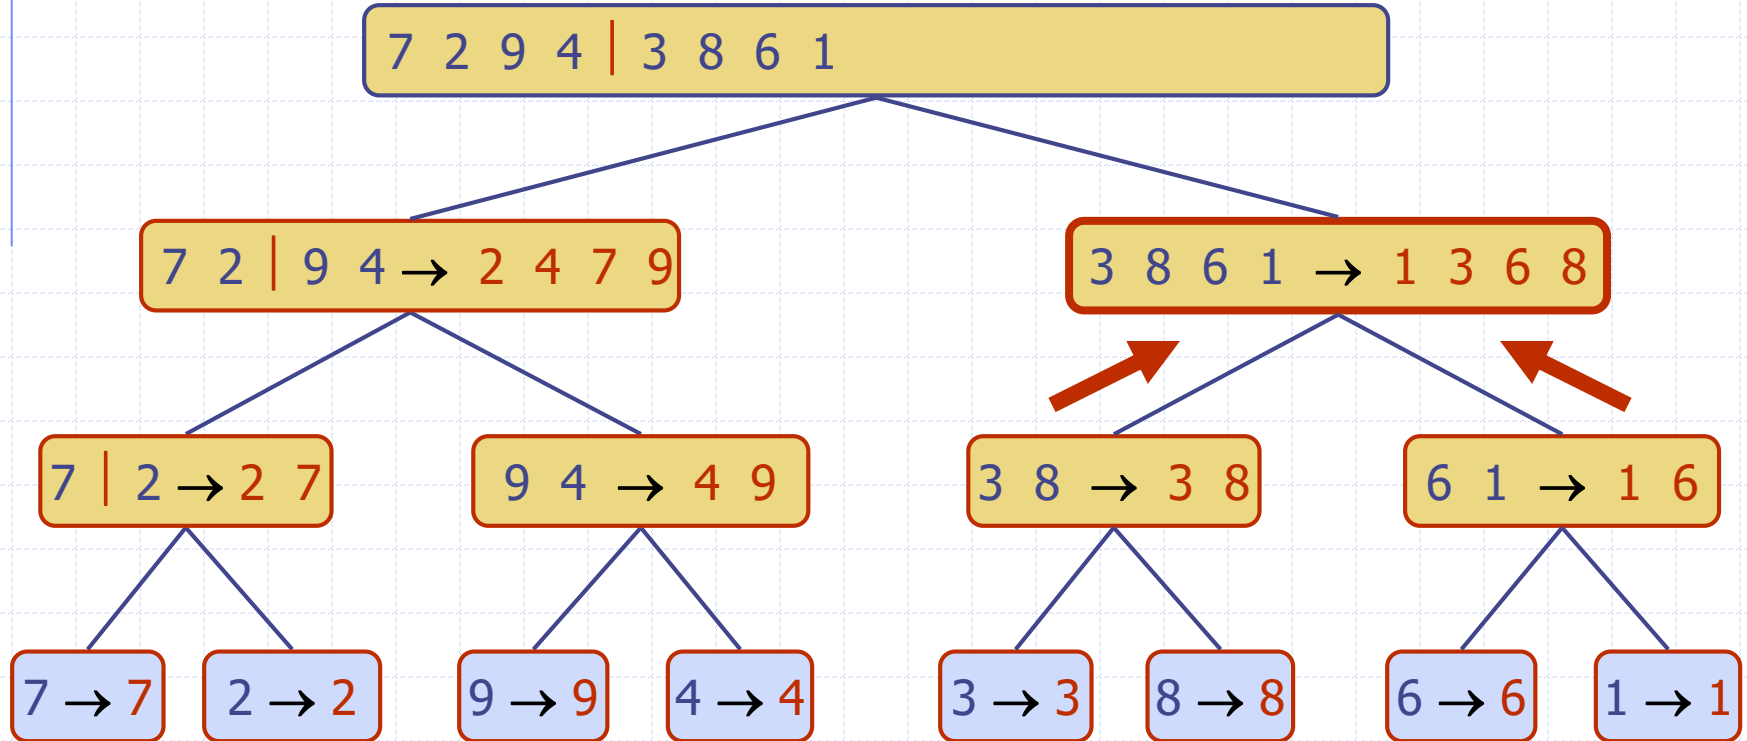 7 2 9 4 | 3 8 6 1
7 2 | 9 4 → 2 4 7 9
3 8 6 1 → 1 3 6 8
7 | 2 → 2 7
9 4 → 4 9
3 8 → 3 8
6 1 → 1 6
7 → 7
2 → 2
9 → 9
4 → 4
3 → 3
8 → 8
6 → 6
1 → 1